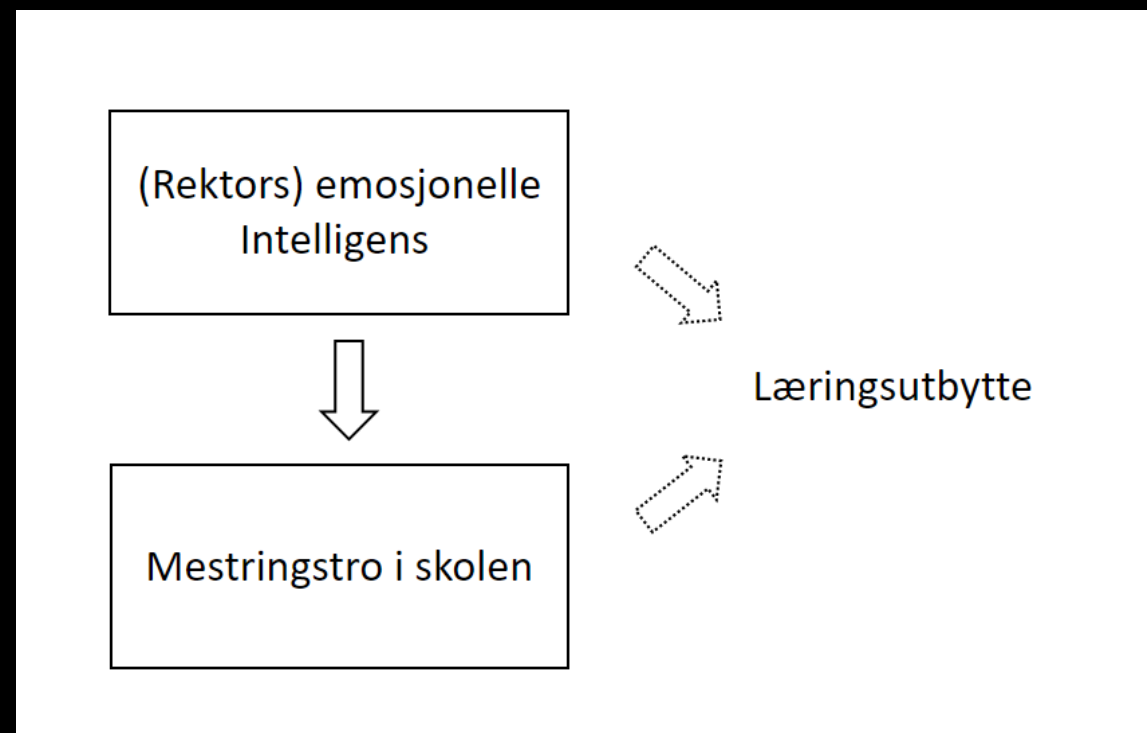 (Rektors) emosjonelle
Intelligens
Læringsutbytte
Mestringstro i skolen